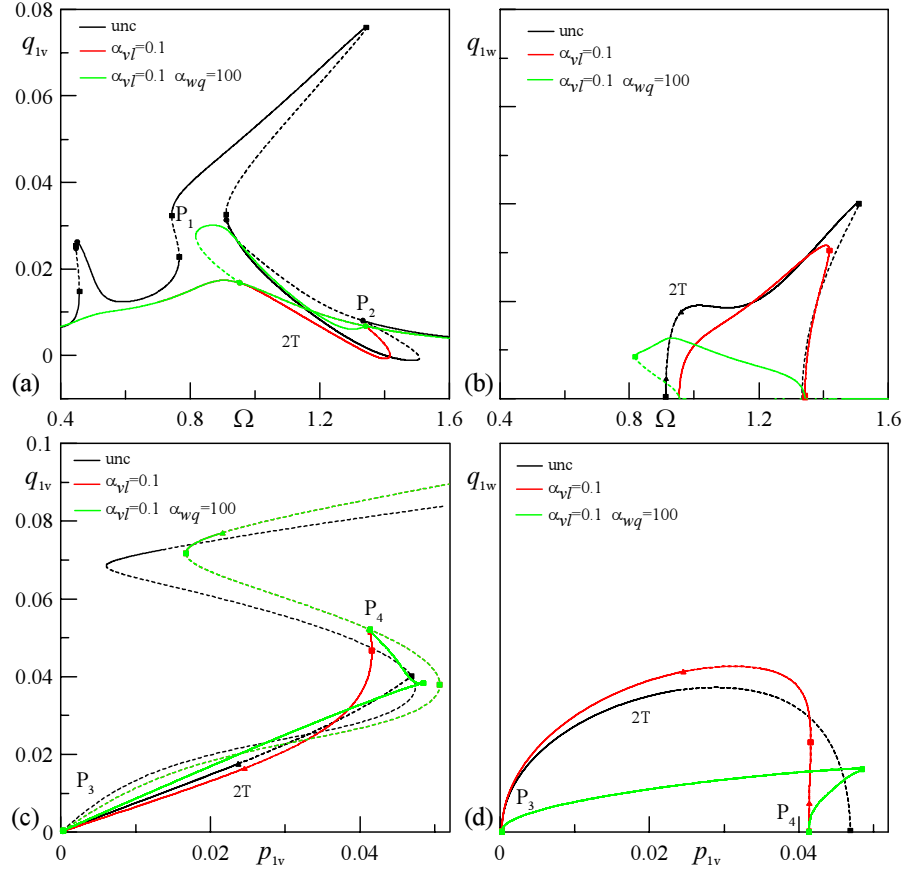 0.08
q1v
unc
αvl=0.1
αvl=0.1 αwq=100
0.06
0.04
P1
0.02
P2
2T
0
(a)
0.4
0.8
Ω
1.2
1.6
q1w
unc
αvl=0.1
αvl=0.1 αwq=100
2T
(b)
0.4
0.8
Ω
1.2
1.6
0.1
q1v
unc
αvl=0.1
αvl=0.1 αwq=100
0.08
0.06
P4
0.04
0.02
P3
2T
(c)
0
0
0.02
p1v
0.04
q1w
unc
αvl=0.1
αvl=0.1 αwq=100
2T
P3
P4
(d)
0
0.02
p1v
0.04